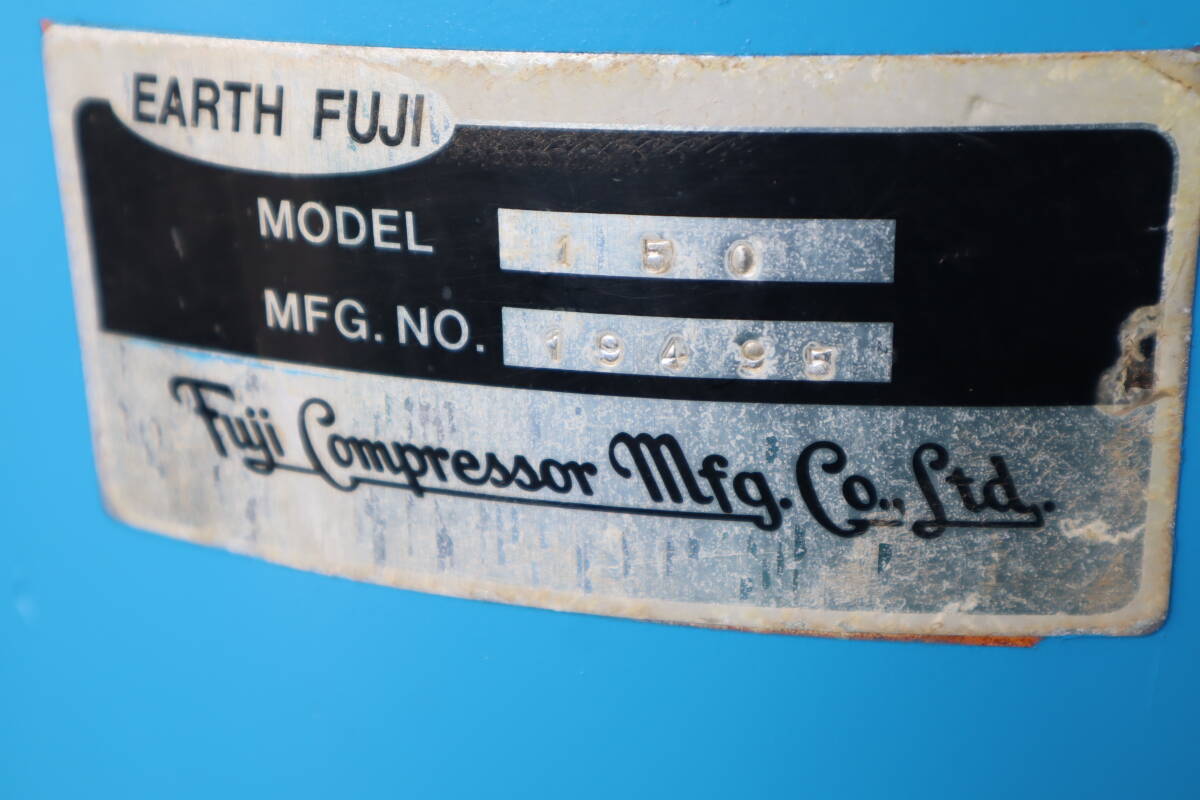 EARTH FUJI
MODEL 150
MFG. NO. 19495
Fuji Compressor Mfg. Co., Ltd.